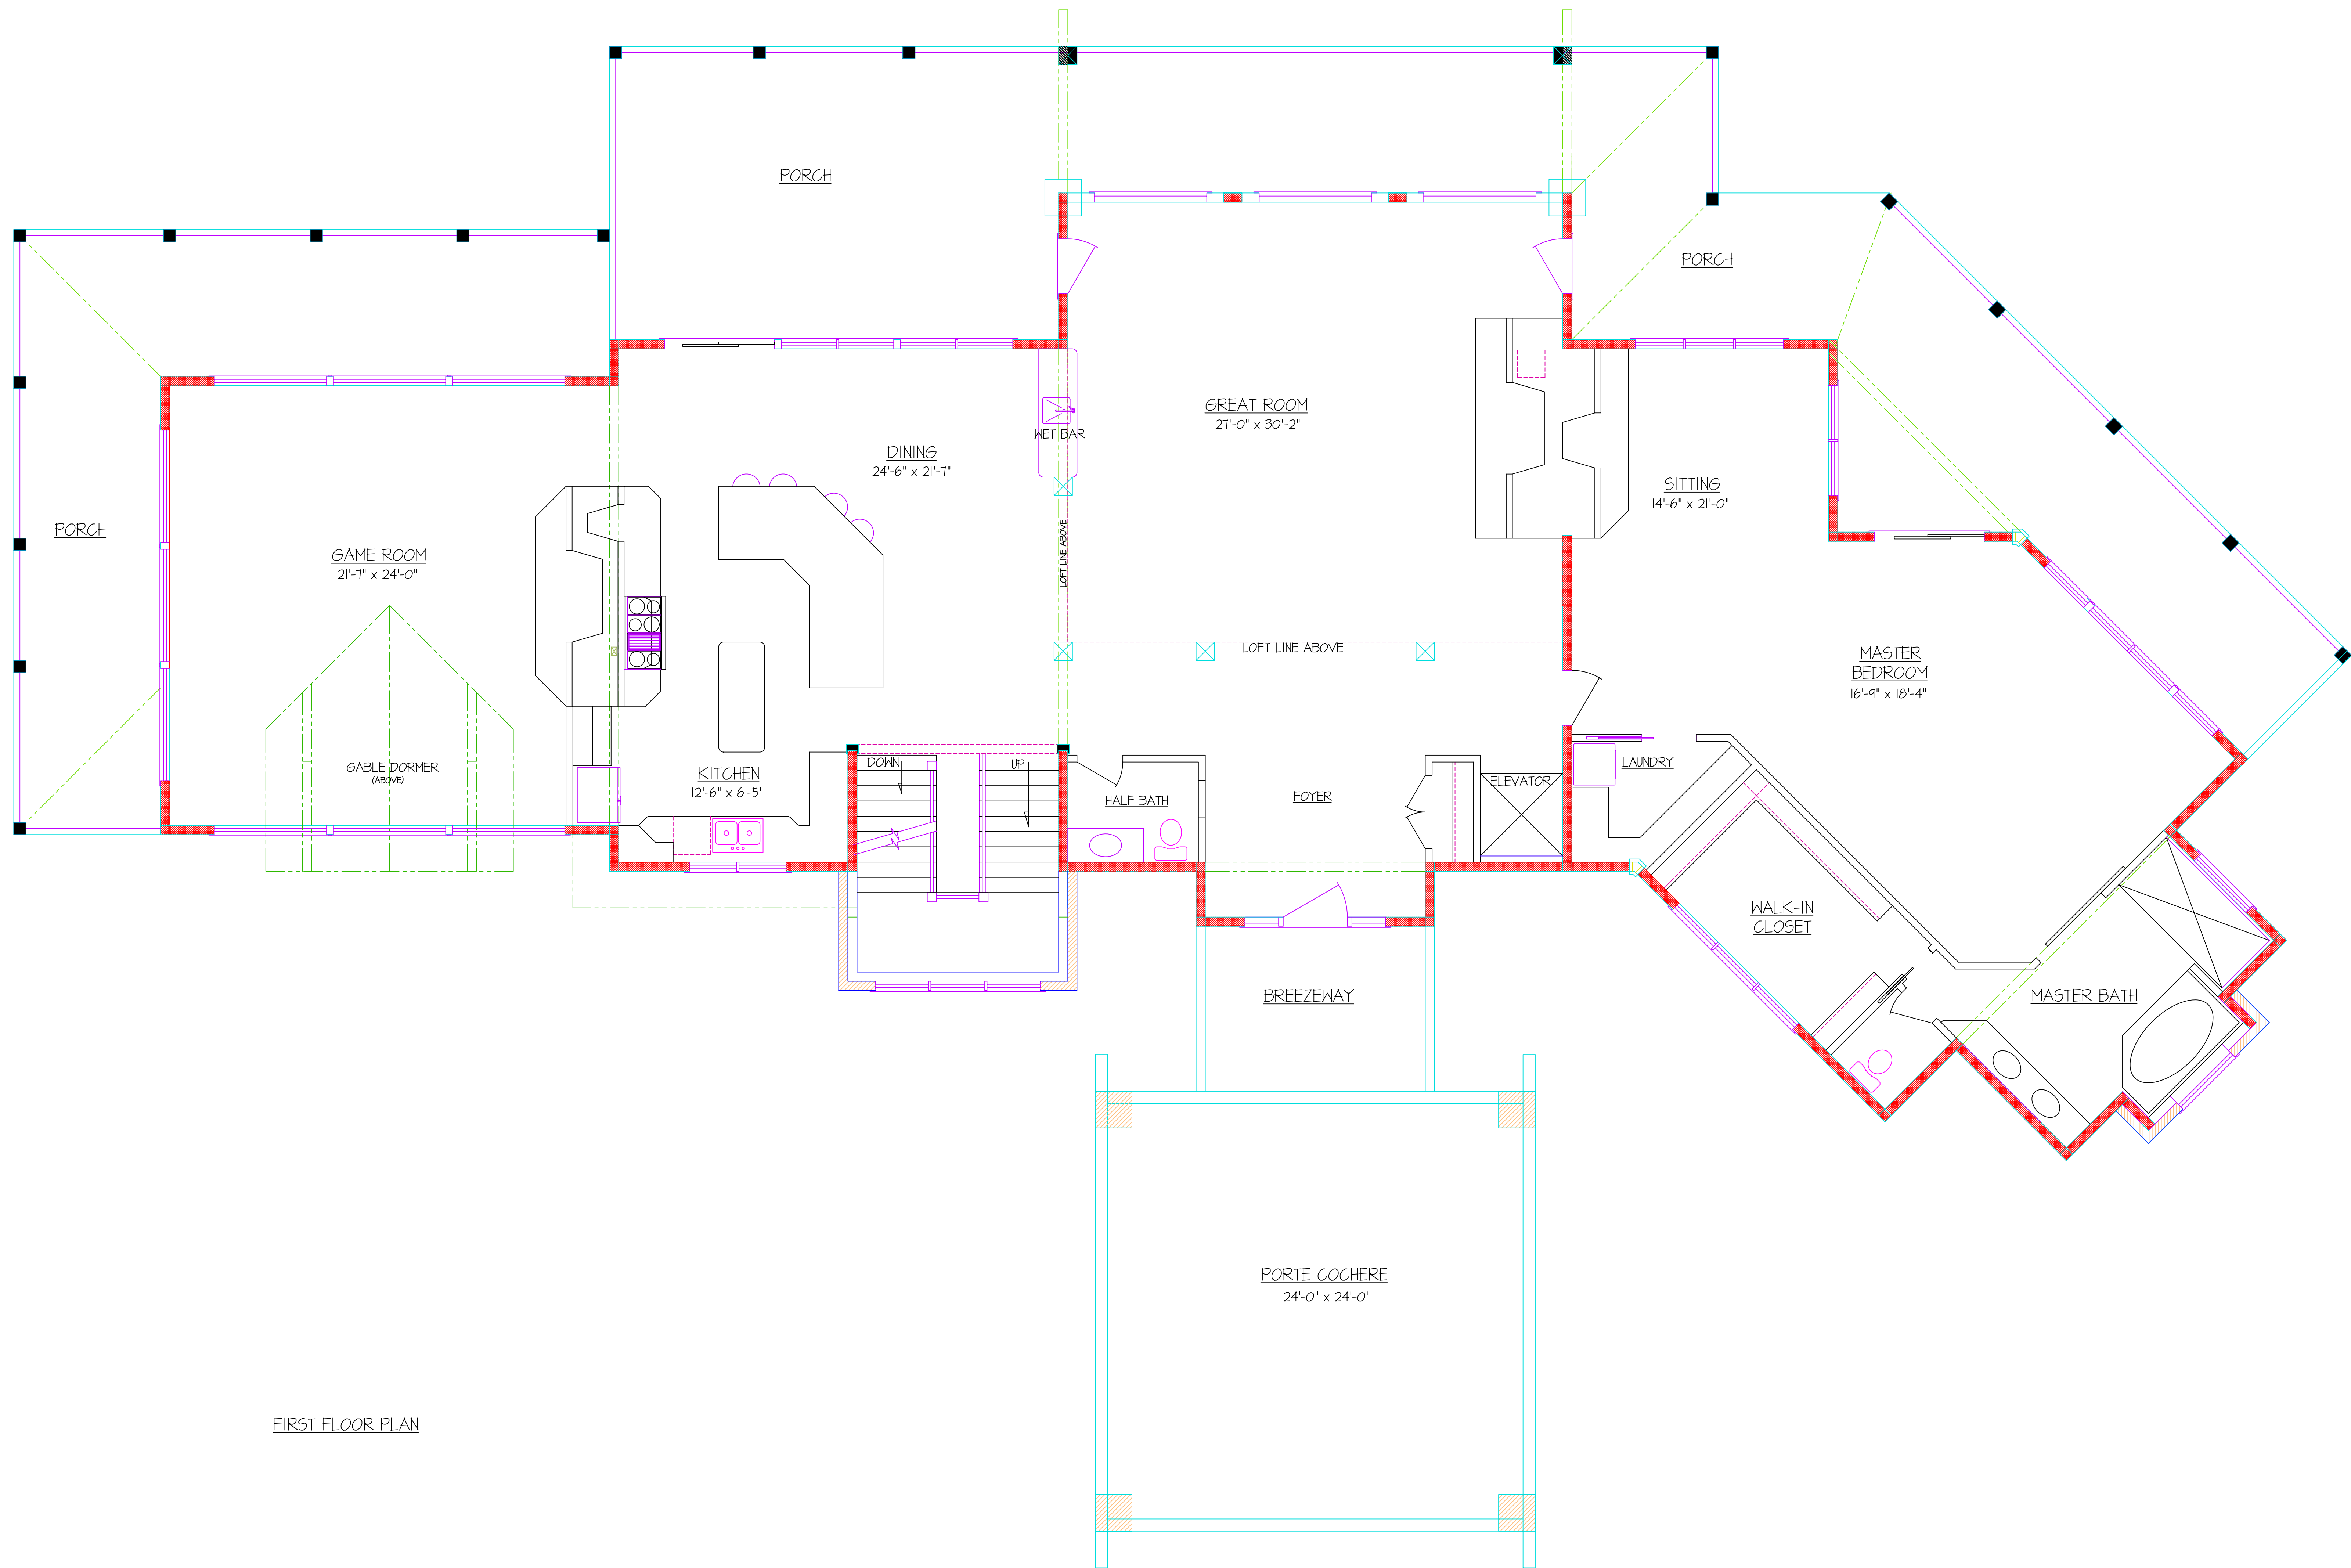 PORCH
PORCH
GREAT ROOM
27'-0" x 30'-2"
WET BAR
DINING
24'-6" x 21'-7"
SITTING
14'-6" x 21'-0"
PORCH
GAME ROOM
21'-7" x 24'-0"
LOFT LINE ABOVE
LOFT LINE ABOVE
MASTER
BEDROOM
16'-9" x 18'-4"
GABLE DORMER
(ABOVE)
KITCHEN
12'-6" x 6'-5"
DOWN
UP
HALF BATH
FOYER
ELEVATOR
LAUNDRY
WALK-IN
CLOSET
BREEZEWAY
MASTER BATH
PORTE COCHERE
24'-0" x 24'-0"
FIRST FLOOR PLAN